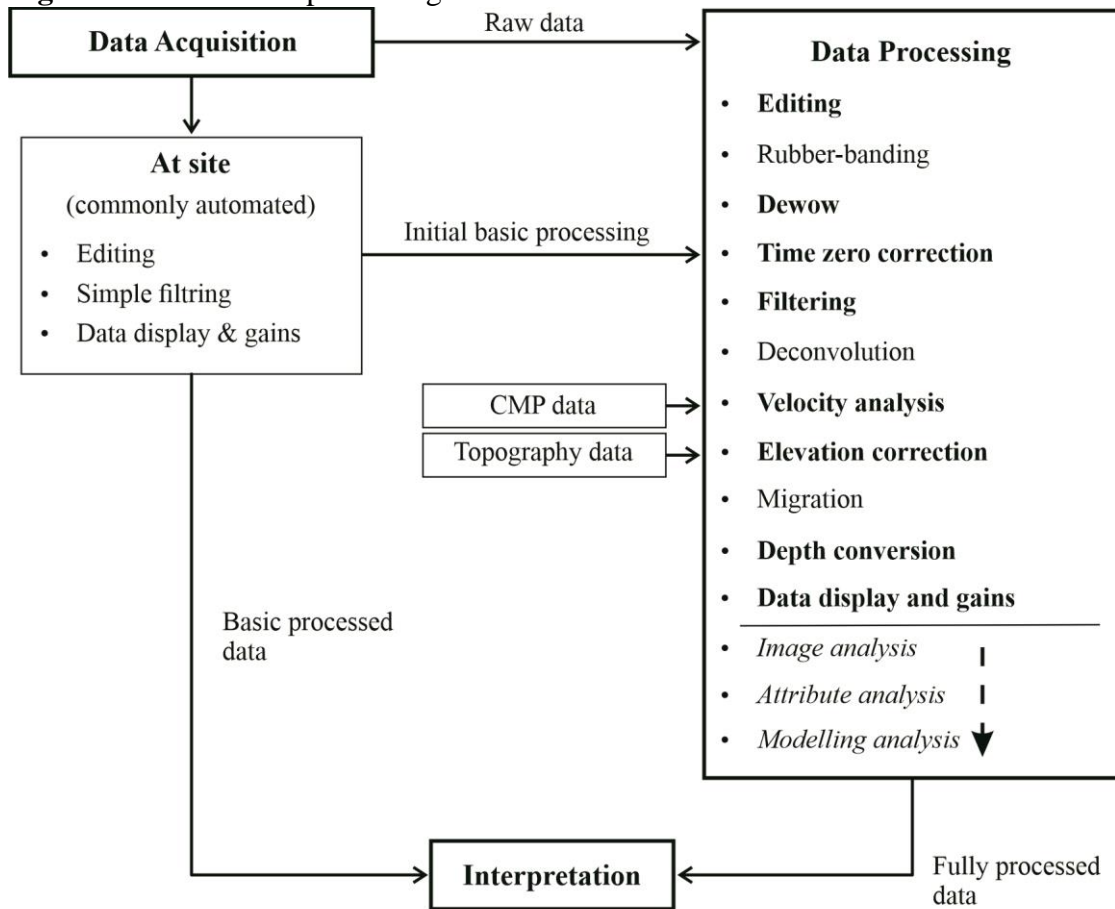 Data Acquisition
Raw data
At site
(commonly automated)
• Editing
• Simple filtring
• Data display & gains
Initial basic processing
CMP data
Topography data
Data Processing
• Editing
• Rubber-banding
• Dewow
• Time zero correction
• Filtering
• Deconvolution
• Velocity analysis
• Elevation correction
• Migration
• Depth conversion
• Data display and gains
• Image analysis
• Attribute analysis
• Modelling analysis
Basic processed
data
Interpretation
Fully processed
data